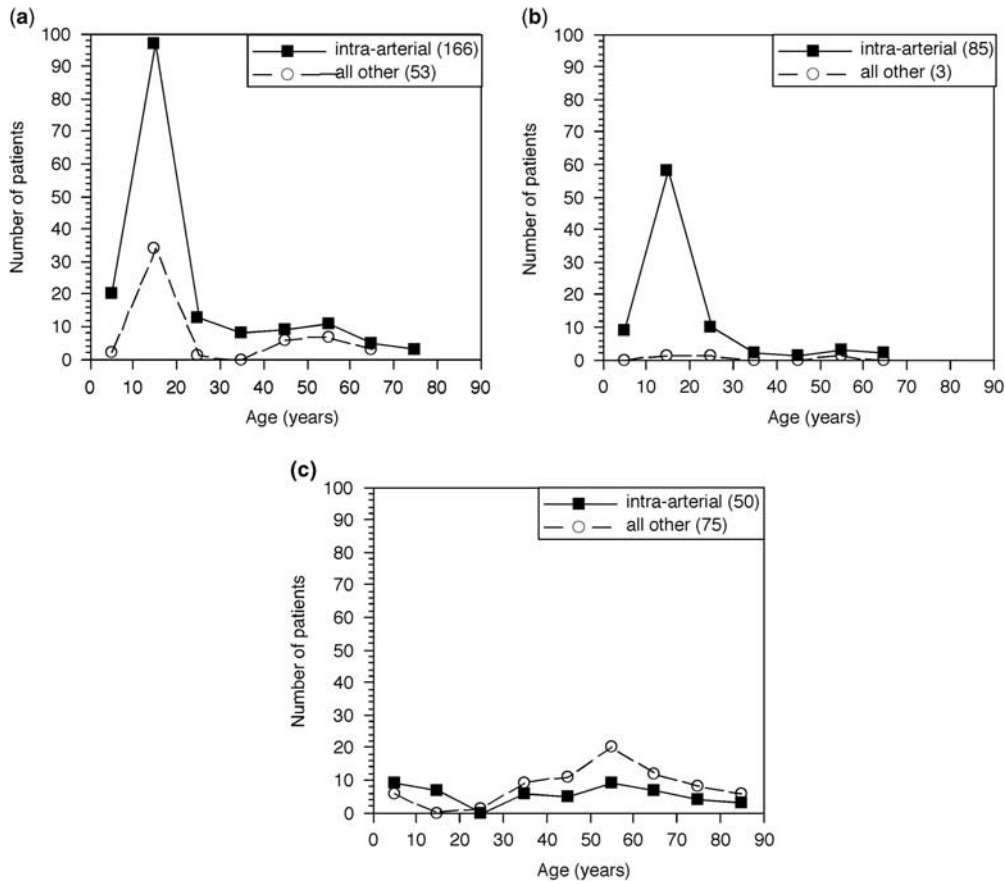 (a)
100
90
80
70
60
50
40
30
20
10
0
Number of patients
intra-arterial (166)
all other (53)
0 10 20 30 40 50 60 70 80 90
Age (years)
(b)
100
90
80
70
60
50
40
30
20
10
0
Number of patients
intra-arterial (85)
all other (3)
0 10 20 30 40 50 60 70 80 90
Age (years)
(c)
100
90
80
70
60
50
40
30
20
10
0
Number of patients
intra-arterial (50)
all other (75)
0 10 20 30 40 50 60 70 80 90
Age (years)